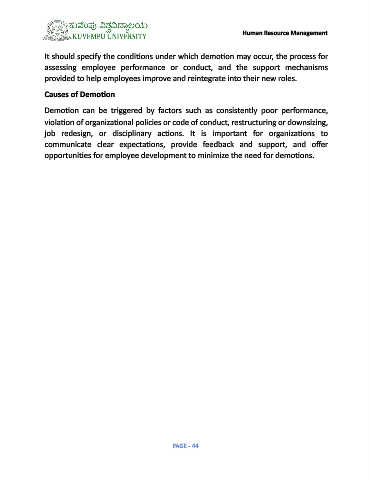 ಕುವೆಂಪು ವಿಶ್ವವಿದ್ಯಾಲಯ
KUVEMPU UNIVERSITY
Human Resource Management
It should specify the conditions under which demotion may occur, the process for
assessing employee performance or conduct, and the support mechanisms
provided to help employees improve and reintegrate into their new roles.
Causes of Demotion
Demotion can be triggered by factors such as consistently poor performance,
violation of organizational policies or code of conduct, restructuring or downsizing,
job redesign, or disciplinary actions. It is important for organizations to
communicate clear expectations, provide feedback and support, and offer
opportunities for employee development to minimize the need for demotions.
PAGE - 44